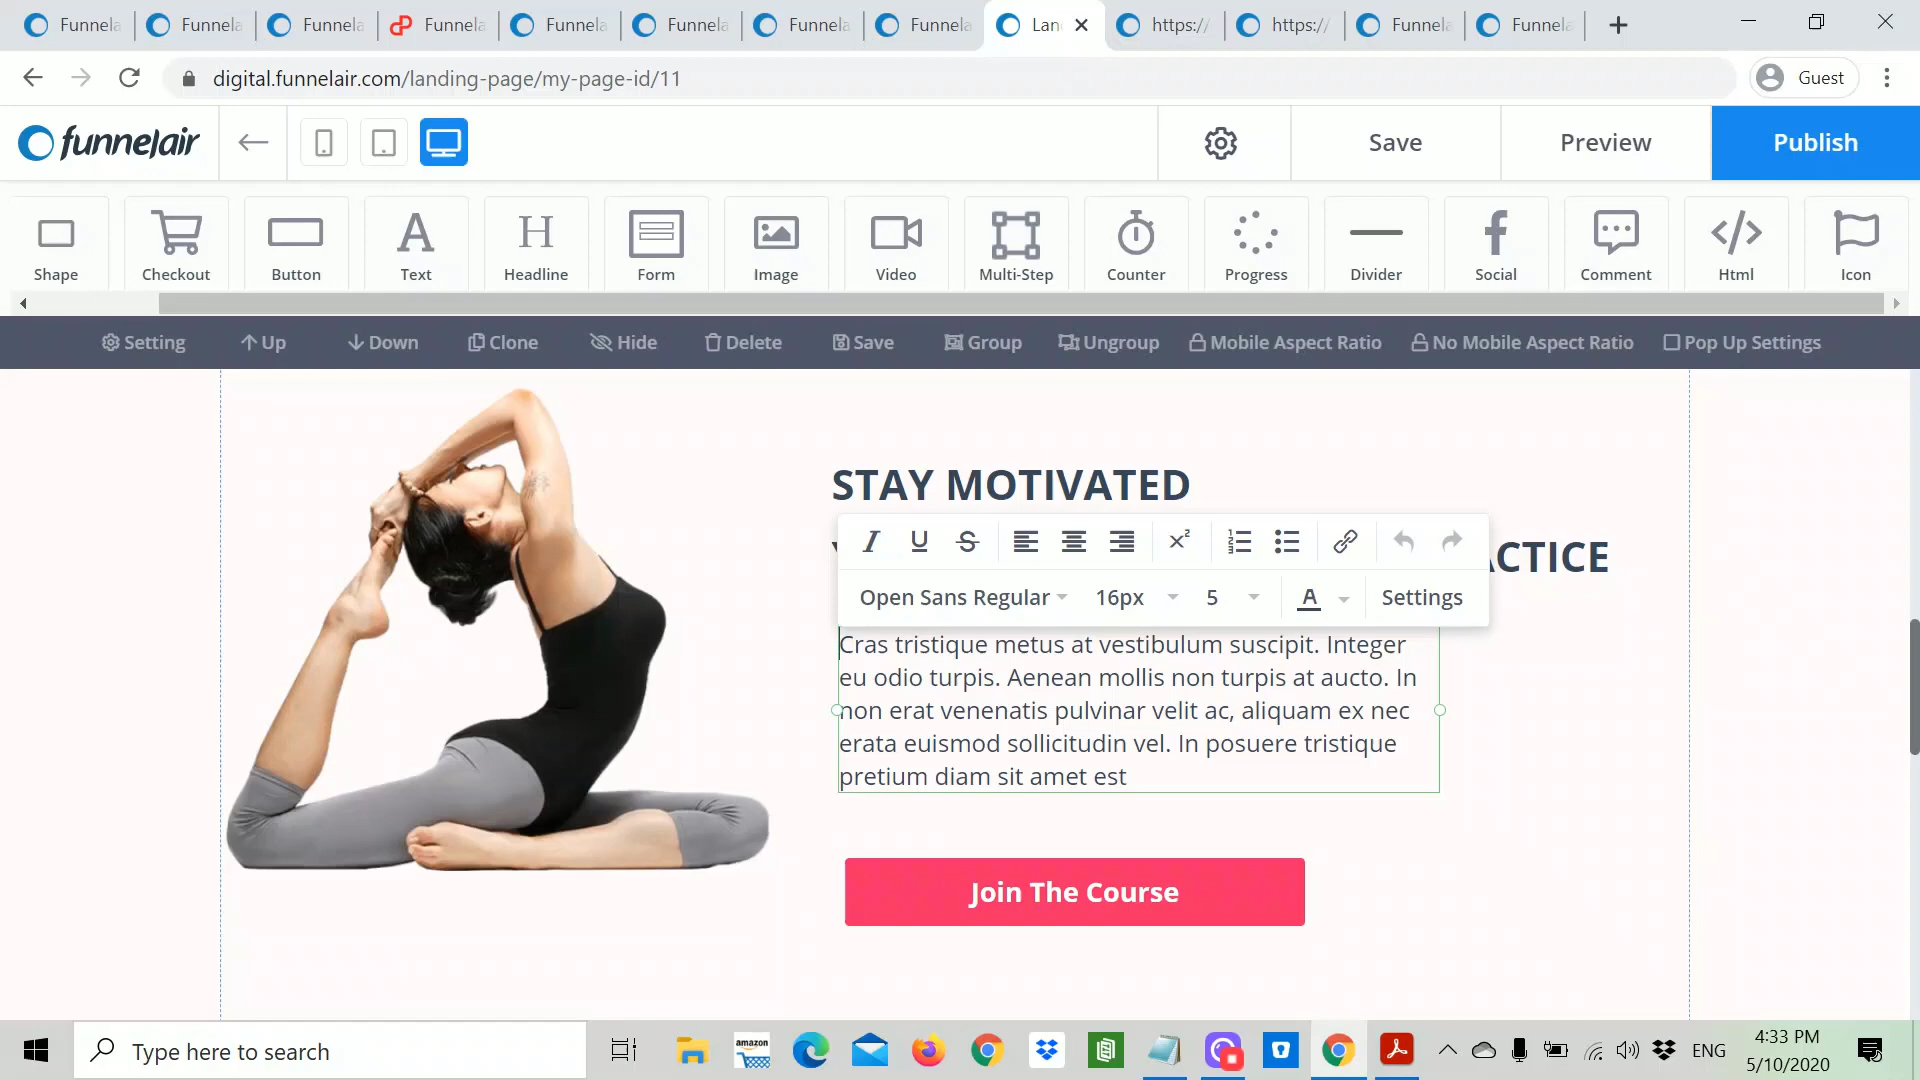 Funnela
Funnela
Funnela
Funnela
Funnela
Funnela
Funnela
Funnela
Lan
https://
https://
Funnela
Funnela
digital.funnelair.com/landing-page/my-page-id/11
Guest
funnelair
Save
Preview
Publish
Shape
Checkout
Button
Text
Headline
Form
Image
Video
Multi-Step
Counter
Progress
Divider
Social
Comment
Html
Icon
Setting
Up
Down
Clone
Hide
Delete
Save
Group
Ungroup
Mobile Aspect Ratio
No Mobile Aspect Ratio
Pop Up Settings
STAY MOTIVATED
ACTICE
Open Sans Regular
16px
5
A
Settings
Cras tristique metus at vestibulum suscipit. Integer
eu odio turpis. Aenean mollis non turpis at aucto. In
non erat venenatis pulvinar velit ac, aliquam ex nec
erata euismod sollicitudin vel. In posuere tristique
pretium diam sit amet est
Join The Course
Type here to search
amazon
ENG
4:33 PM
5/10/2020